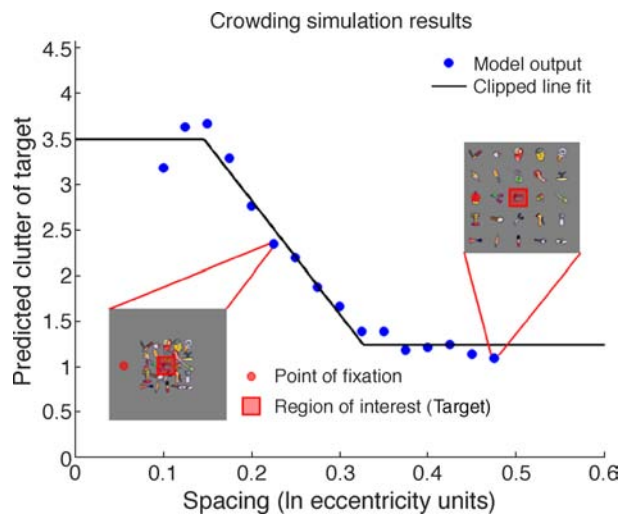 Crowding simulation results
4.5
4
3.5
3
2.5
2
1.5
1
0.5
0
Predicted clutter of target
Model output
Clipped line fit
Point of fixation
Region of interest (Target)
0 0.1 0.2 0.3 0.4 0.5 0.6
Spacing (In eccentricity units)